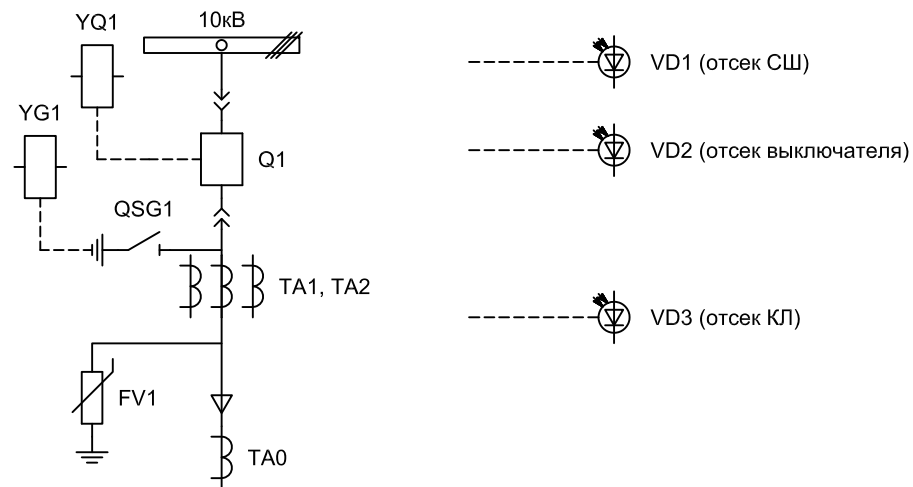 YQ1
10кВ
VD1 (отсек СШ)
YG1
Q1
VD2 (отсек выключателя)
QSG1
TA1, TA2
VD3 (отсек КЛ)
FV1
TA0